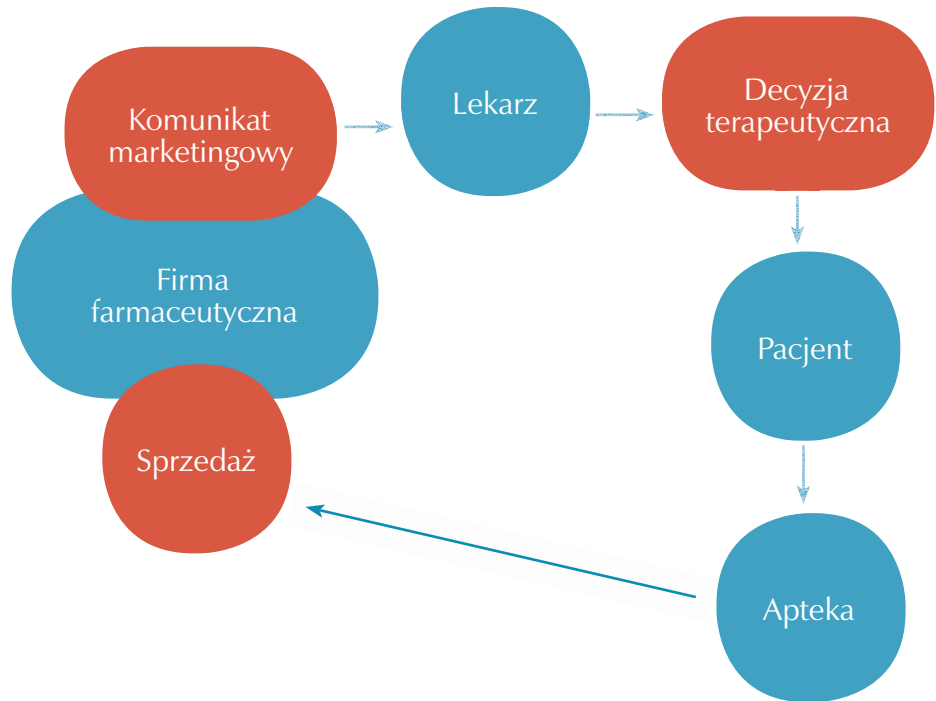 Komunikat
marketingowy
Lekarz
Decyzja
terapeutyczna
Firma
farmaceutyczna
Pacjent
Sprzedaż
Apteka